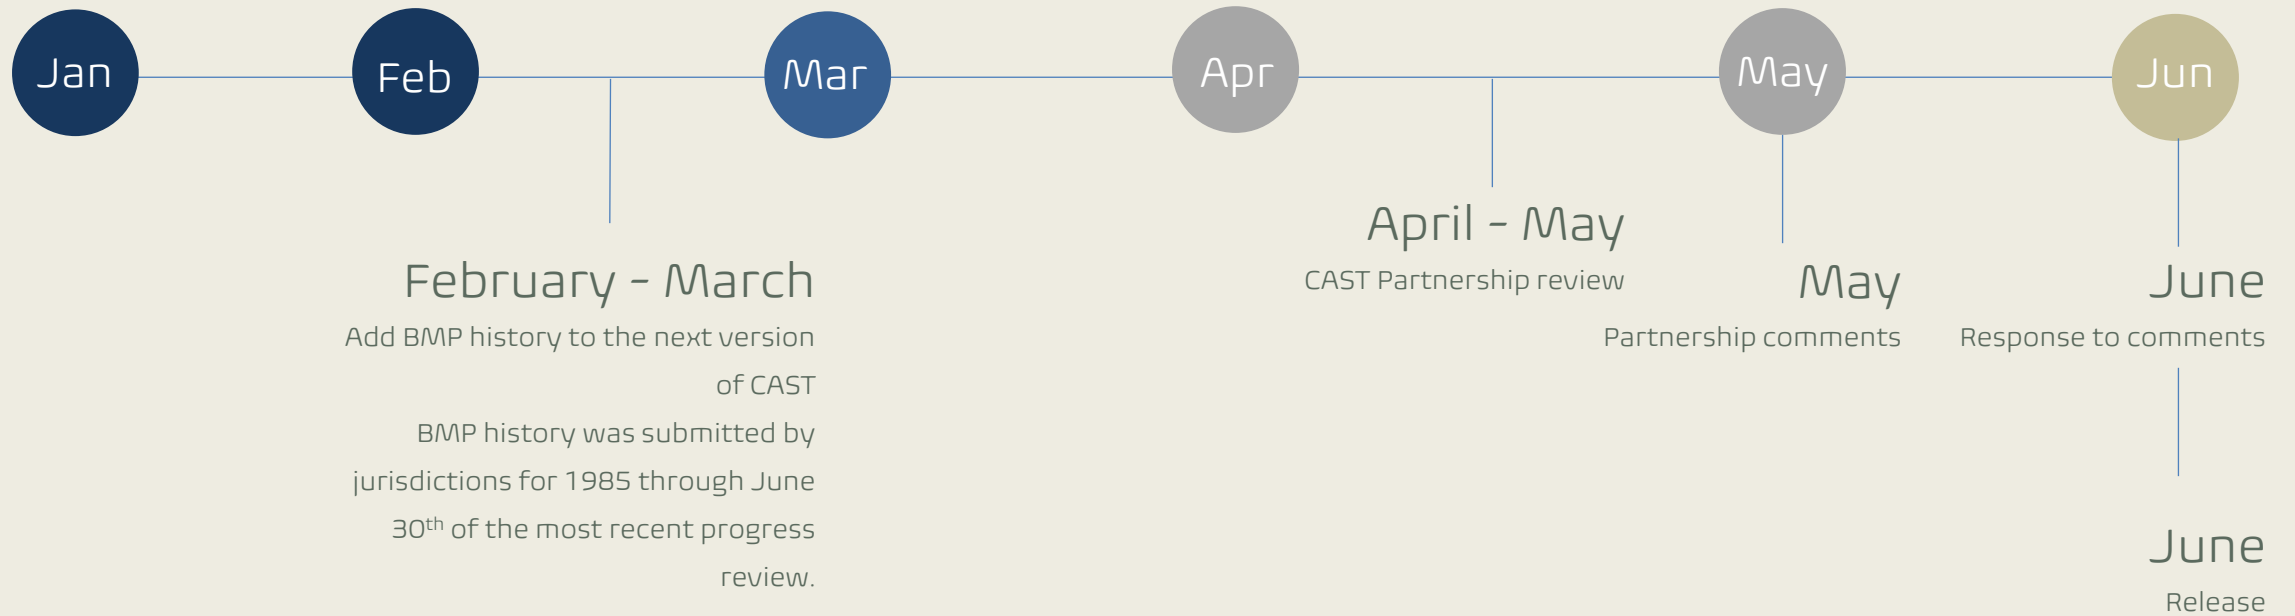 Jan
Feb
Mar
Apr
May
Jun
February - March
Add BMP history to the next version
of CAST
BMP history was submitted by
jurisdictions for 1985 through June
30th of the most recent progress
review.
April - May
CAST Partnership review
May
Partnership comments
June
Response to comments
June
Release